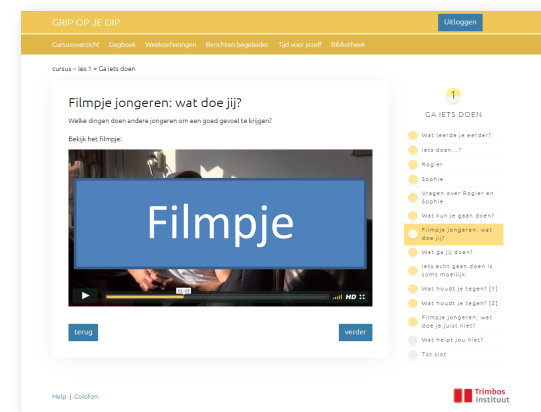 GRIP OP JE DIP
Uitloggen
Cursusoverzicht Dagboek Weekoefeningen Berichten begeleider Tijd voor jezelf Bibliotheek
cursus » les 1 » Ga iets doen
Filmpje jongeren: wat doe jij?
Welke dingen doen andere jongeren om een goed gevoel te krijgen?
Bekijk het filmpje:
Filmpje
HD
terug
verder
1
GA IETS DOEN
Wat leerde je eerder?
Iets doen...?
Rogier
Sophie
Vragen over Rogier en
Sophie
Wat kun je gaan doen?
Filmpje jongeren: wat
doe jij?
Wat ga jij doen?
Iets echt gaan doen is
soms moeilijk
Wat houdt je tegen? [1]
Wat houdt je tegen? [2]
Filmpje jongeren: wat
doe je juist niet?
Wat helpt jou niet?
Tot slot
Help | Colofon
Trimbos
instituut